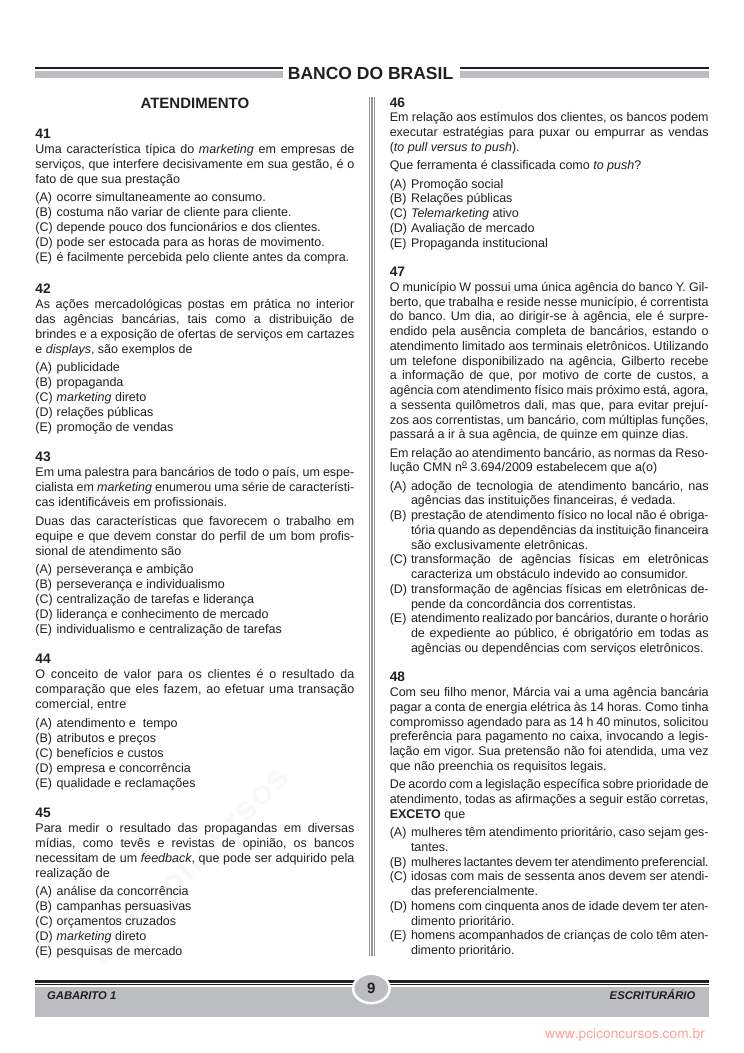 BANCO DO BRASIL
ATENDIMENTO
41
Uma característica típica do marketing em empresas de
serviços, que interfere decisivamente em sua gestão, é o
fato de que sua prestação
(A) ocorre simultaneamente ao consumo.
(B) costuma não variar de cliente para cliente.
(C) depende pouco dos funcionários e dos clientes.
(D) pode ser estocada para as horas de movimento.
(E) é facilmente percebida pelo cliente antes da compra.
42
As ações mercadológicas postas em prática no interior
das agências bancárias, tais como a distribuição de
brindes e a exposição de ofertas de serviços em cartazes
e displays, são exemplos de
(A) publicidade
(B) propaganda
(C) marketing direto
(D) relações públicas
(E) promoção de vendas
43
Em uma palestra para bancários de todo o país, um espe-
cialista em marketing enumerou uma série de característi-
cas identificáveis em profissionais.
Duas das características que favorecem o trabalho em
equipe e que devem constar do perfil de um bom profis-
sional de atendimento são
(A) perseverança e ambição
(B) perseverança e individualismo
(C) centralização de tarefas e liderança
(D) liderança e conhecimento de mercado
(E) individualismo e centralização de tarefas
44
O conceito de valor para os clientes é o resultado da
comparação que eles fazem, ao efetuar uma transação
comercial, entre
(A) atendimento e tempo
(B) atributos e preços
(C) benefícios e custos
(D) empresa e concorrência
(E) qualidade e reclamações
45
Para medir o resultado das propagandas em diversas
mídias, como tevês e revistas de opinião, os bancos
necessitam de um feedback, que pode ser adquirido pela
realização de
(A) análise da concorrência
(B) campanhas persuasivas
(C) orçamentos cruzados
(D) marketing direto
(E) pesquisas de mercado
46
Em relação aos estímulos dos clientes, os bancos podem
executar estratégias para puxar ou empurrar as vendas
(to pull versus to push).
Que ferramenta é classificada como to push?
(A) Promoção social
(B) Relações públicas
(C) Telemarketing ativo
(D) Avaliação de mercado
(E) Propaganda institucional
47
O município W possui uma única agência do banco Y. Gil-
berto, que trabalha e reside nesse município, é correntista
do banco. Um dia, ao dirigir-se à agência, ele é surpre-
endido pela ausência completa de bancários, estando o
atendimento limitado aos terminais eletrônicos. Utilizando
um telefone disponibilizado na agência, Gilberto recebe
a informação de que, por motivo de corte de custos, a
agência com atendimento físico mais próximo está, agora,
a sessenta quilômetros dali, mas que, para evitar prejuí-
zos aos correntistas, um bancário, com múltiplas funções,
passará a ir à sua agência, de quinze em quinze dias.
Em relação ao atendimento bancário, as normas da Reso-
lução CMN nº 3.694/2009 estabelecem que a(o)
(A) adoção de tecnologia de atendimento bancário, nas
agências das instituições financeiras, é vedada.
(B) prestação de atendimento físico no local não é obriga-
tória quando as dependências da instituição financeira
são exclusivamente eletrônicas.
(C) transformação de agências físicas em eletrônicas
caracteriza um obstáculo indevido ao consumidor.
(D) transformação de agências físicas em eletrônicas de-
pende da concordância dos correntistas.
(E) atendimento realizado por bancários, durante o horário
de expediente ao público, é obrigatório em todas as
agências ou dependências com serviços eletrônicos.
48
Com seu filho menor, Márcia vai a uma agência bancária
pagar a conta de energia elétrica às 14 horas. Como tinha
compromisso agendado para as 14 h 40 minutos, solicitou
preferência para pagamento no caixa, invocando a legis-
lação em vigor. Sua pretensão não foi atendida, uma vez
que não preenchia os requisitos legais.
De acordo com a legislação específica sobre prioridade de
atendimento, todas as afirmações a seguir estão corretas,
EXCETO que
(A) mulheres têm atendimento prioritário, caso sejam ges-
tantes.
(B) mulheres lactantes devem ter atendimento preferencial.
(C) idosas com mais de sessenta anos devem ser atendi-
das preferencialmente.
(D) homens com cinquenta anos de idade devem ter aten-
dimento prioritário.
(E) homens acompanhados de crianças de colo têm aten-
dimento prioritário.
GABARITO 1
9
ESCRITURÁRIO
www.pciconcursos.com.br